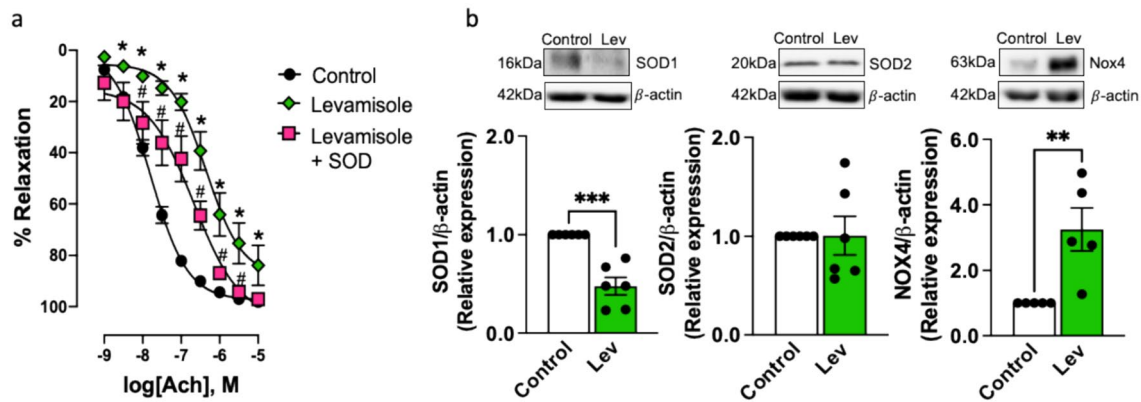 a
% Relaxation
0
20
40
60
80
100
* * * * * * * * *
# # # # # #
-9 -8 -7 -6 -5
log[Ach], M
Control
Levamisole
Levamisole
+ SOD
b
Control Lev
16kDa SOD1
42kDa β-actin
SOD1/β-actin
(Relative expression)
1.0
0.5
0.0
***
Control Lev
Control Lev
20kDa SOD2
42kDa β-actin
SOD2/β-actin
(Relative expresssion)
2.0
1.0
0.0
Control Lev
Control Lev
63kDa Nox4
42kDa β-actin
NOX4/β-actin
(Relative expression)
6.0
4.0
2.0
0.0
**
Control Lev